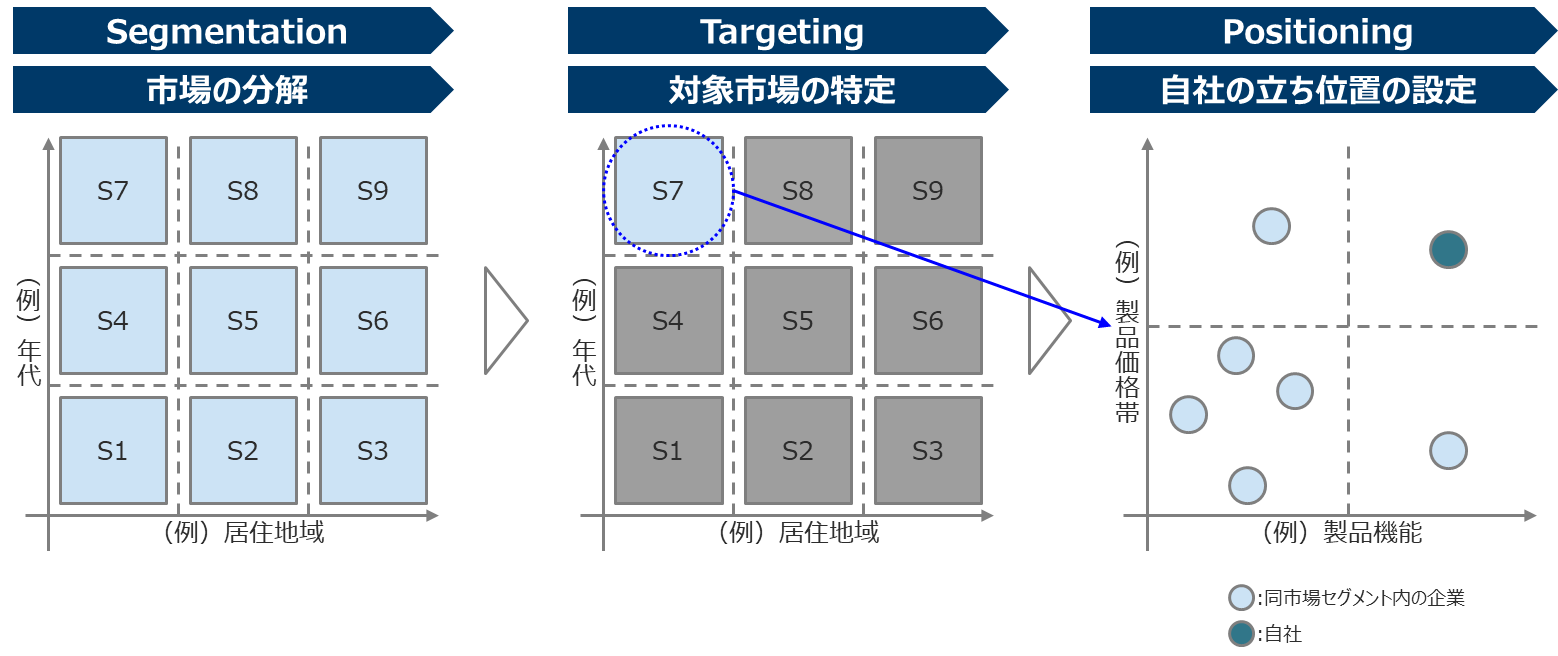 Segmentation
市場の分解
S7
S8
S9
S4
S5
S6
S1
S2
S3
（例）年代
（例）居住地域
Targeting
対象市場の特定
S7
S8
S9
S4
S5
S6
S1
S2
S3
（例）年代
（例）居住地域
Positioning
自社の立ち位置の設定
（例）製品価格帯
（例）製品機能
:同市場セグメント内の企業
:自社